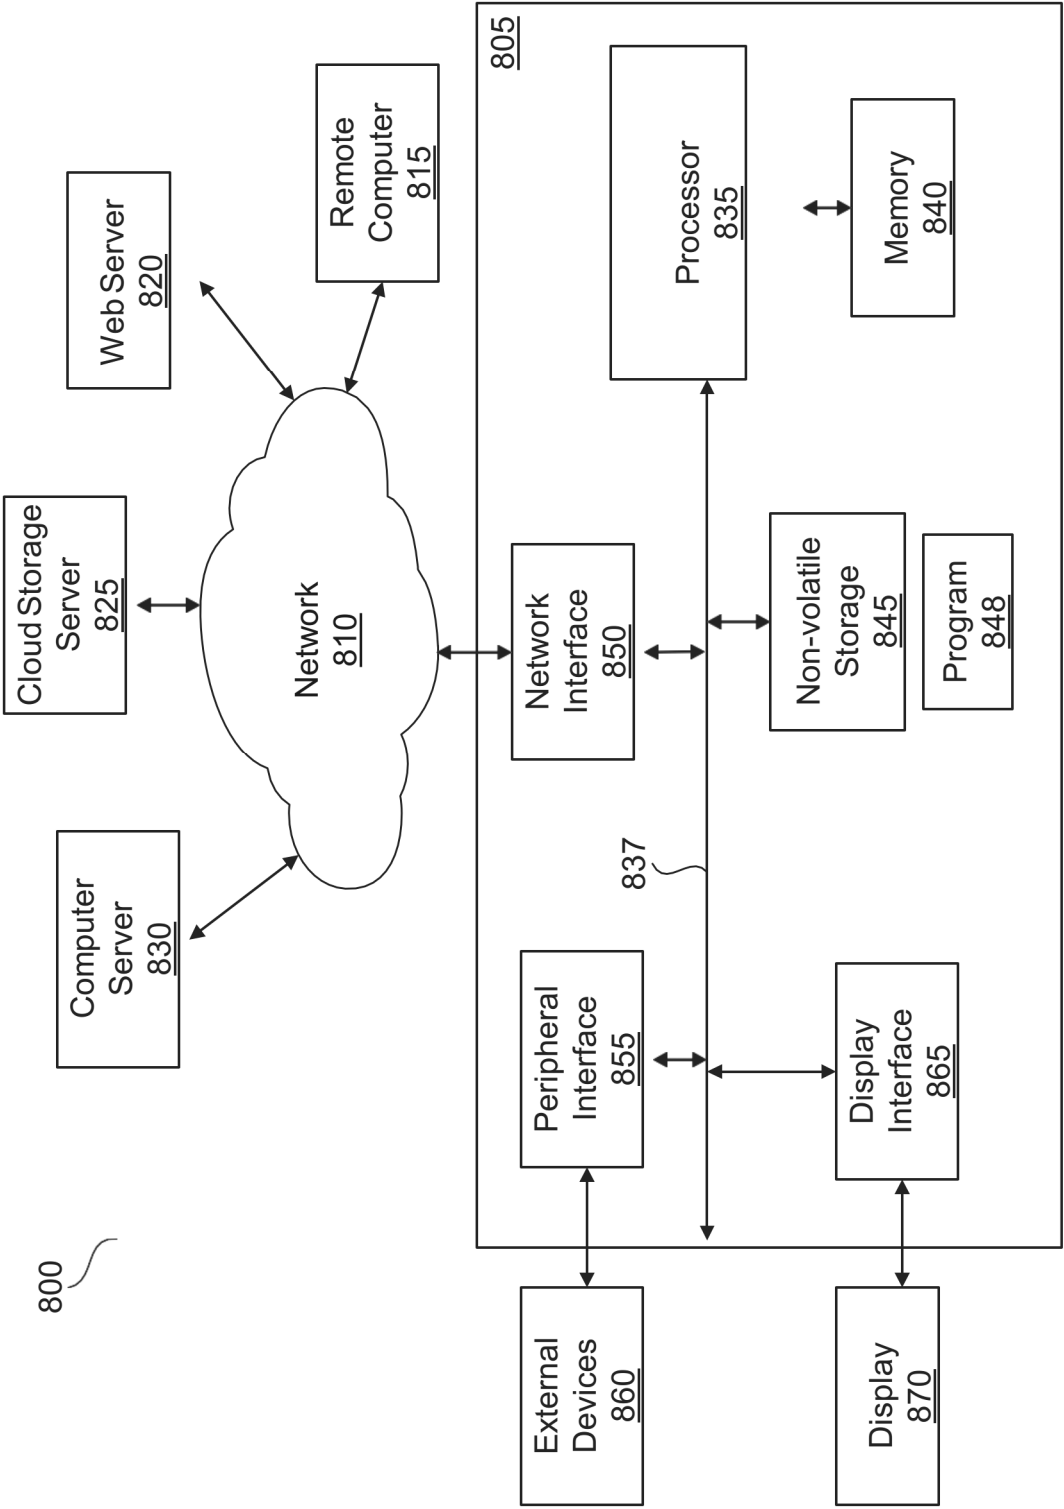 800
Computer
Server
830
Cloud Storage
Server
825
Web Server
820
Remote
Computer
815
Network
810
805
External
Devices
860
Peripheral
Interface
855
Network
Interface
850
837
Processor
835
Display
870
Display
Interface
865
Non-volatile
Storage
845
Program
848
Memory
840